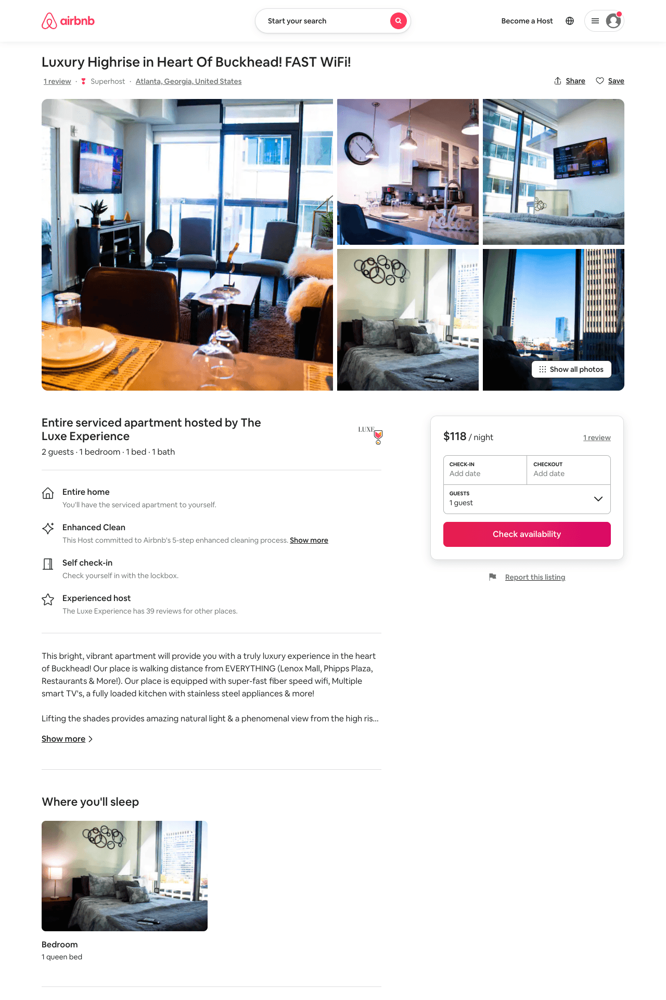 airbnb
Start your search
Become a Host
Luxury Highrise in Heart Of Buckhead! FAST WiFi!
1 review · Superhost · Atlanta, Georgia, United States
Share
Save
relax
Show all photos
Entire serviced apartment hosted by The
Luxe Experience
LUXE
2 guests · 1 bedroom · 1 bed · 1 bath
$118 / night
1 review
CHECK-IN
Add date
CHECKOUT
Add date
GUESTS
1 guest
Check availability
Report this listing
Entire home
You’ll have the serviced apartment to yourself.
Enhanced Clean
This Host committed to Airbnb's 5-step enhanced cleaning process. Show more
Self check-in
Check yourself in with the lockbox.
Experienced host
The Luxe Experience has 39 reviews for other places.
This bright, vibrant apartment will provide you with a truly luxury experience in the heart
of Buckhead! Our place is walking distance from EVERYTHING (Lenox Mall, Phipps Plaza,
Restaurants & More!). Our place is equipped with super-fast fiber speed wifi, Multiple
smart TV's, a fully loaded kitchen with stainless steel appliances & more!
Lifting the shades provides amazing natural light & a phenomenal view from the high ris...
Show more
Where you'll sleep
Bedroom
1 queen bed